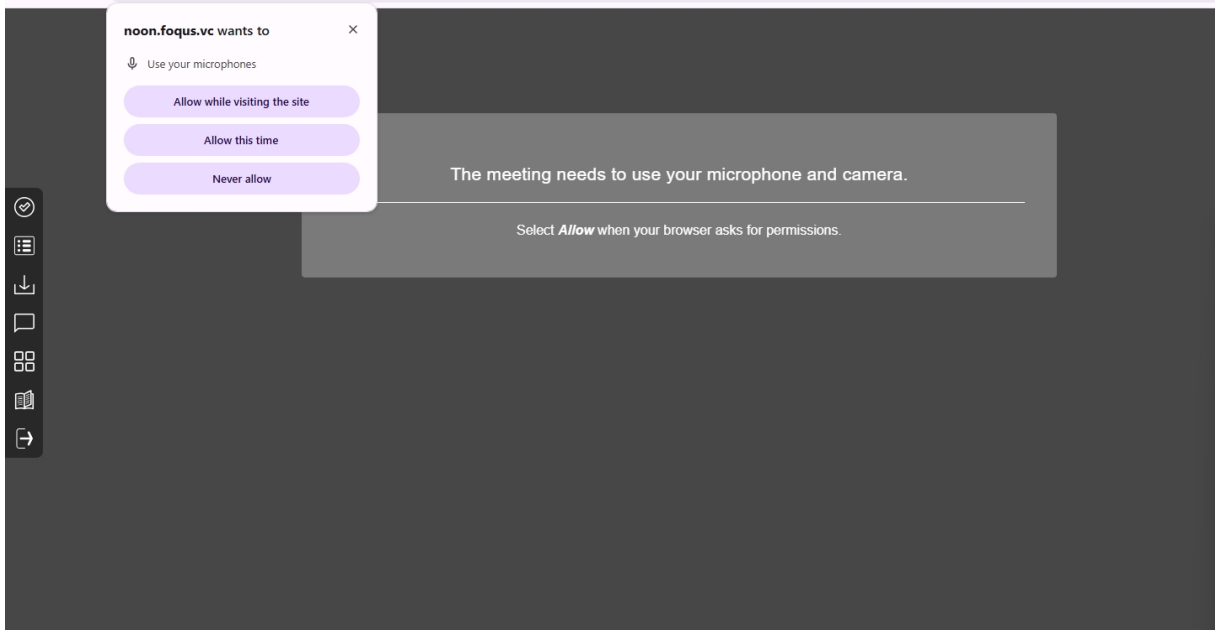 noon.foqus.vc wants to
Use your microphones
Allow while visiting the site
Allow this time
Never allow
The meeting needs to use your microphone and camera.
Select Allow when your browser asks for permissions.